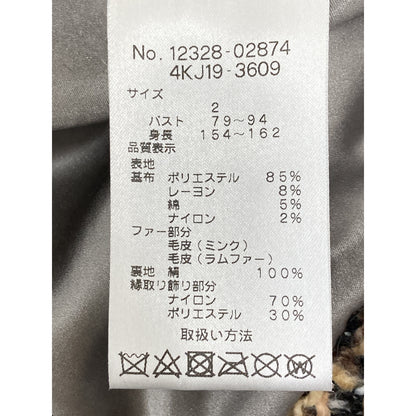 No. 12328-02874
4KJ19-3609
サイズ
2
バスト 79～94
身長 154～162
品質表示
表地
基布 ポリエステル 85%
レーヨン 8%
綿 5%
ナイロン 2%
ファー部分
毛皮(ミンク)
毛皮(ラムファー)
裏地 絹 100%
縁取り飾り部分
ナイロン 70%
ポリエステル 30%
取扱い方法